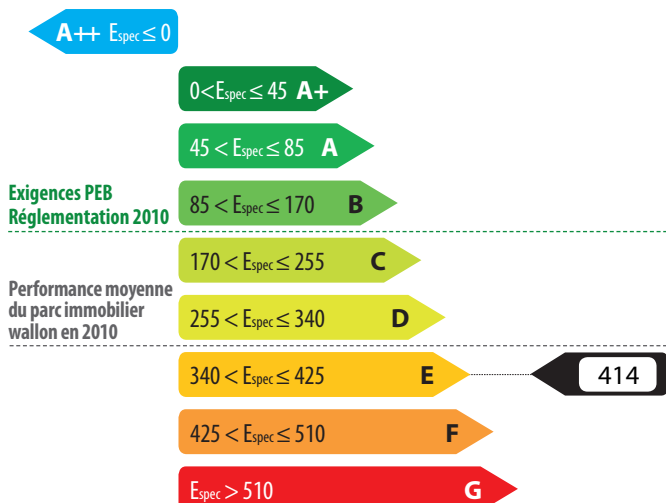 A++ Espec ≤ 0
0<Espec ≤ 45 A+
45 < Espec ≤ 85 A
Exigences PEB
Réglementation 2010
85 < Espec ≤ 170 B
170 < Espec ≤ 255 C
Performance moyenne
du parc immobilier
wallon en 2010
255 < Espec ≤ 340 D
340 < Espec ≤ 425 E
414
425 < Espec ≤ 510 F
Espec > 510 G